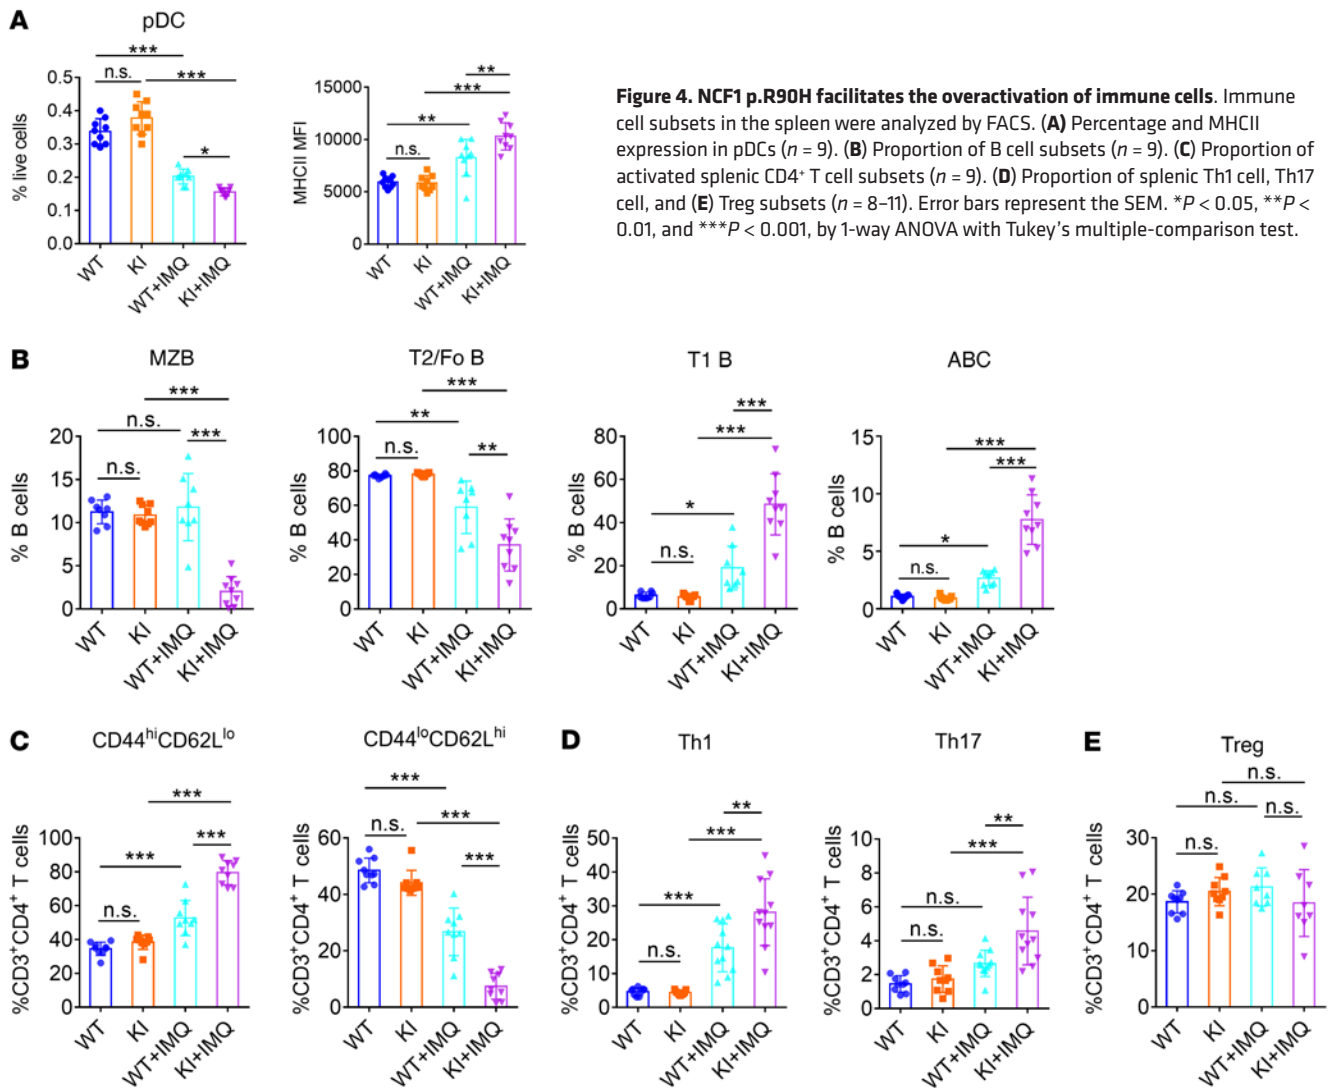 A
pDC
***
n.s.
***
*
% live cells
0.5
0.4
0.3
0.2
0.1
0.0
WT
KI
WT+IMQ
KI+IMQ
**
***
**
n.s.
MHCII MFI
15000
10000
5000
0
WT
KI
WT+IMQ
KI+IMQ
Figure 4. NCF1 p.R90H facilitates the overactivation of immune cells. Immune
cell subsets in the spleen were analyzed by FACS. (A) Percentage and MHCII
expression in pDCs (n = 9). (B) Proportion of B cell subsets (n = 9). (C) Proportion of
activated splenic CD4+ T cell subsets (n = 9). (D) Proportion of splenic Th1 cell, Th17
cell, and (E) Treg subsets (n = 8–11). Error bars represent the SEM. *P < 0.05, **P <
0.01, and ***P < 0.001, by 1-way ANOVA with Tukey's multiple-comparison test.
B
MZB
***
n.s.
***
n.s.
% B cells
20
15
10
5
0
WT
KI
WT+IMQ
KI+IMQ
T2/Fo B
***
**
n.s.
**
% B cells
100
80
60
40
20
0
WT
KI
WT+IMQ
KI+IMQ
T1 B
***
***
*
n.s.
% B cells
80
60
40
20
0
WT
KI
WT+IMQ
KI+IMQ
ABC
***
***
*
n.s.
% B cells
15
10
5
0
WT
KI
WT+IMQ
KI+IMQ
C
CD44hiCD62Llo
***
***
***
n.s.
%CD3+CD4+ T cells
100
80
60
40
20
0
WT
KI
WT+IMQ
KI+IMQ
CD44loCD62Lhi
***
n.s.
***
***
%CD3+CD4+ T cells
60
40
20
0
WT
KI
WT+IMQ
KI+IMQ
D
Th1
**
***
***
n.s.
%CD3+CD4+ T cells
50
40
30
20
10
0
WT
KI
WT+IMQ
KI+IMQ
Th17
**
***
n.s.
n.s.
%CD3+CD4+ T cells
10
8
6
4
2
0
WT
KI
WT+IMQ
KI+IMQ
E
Treg
n.s.
n.s.
n.s.
n.s.
%CD3+CD4+ T cells
30
20
10
0
WT
KI
WT+IMQ
KI+IMQ